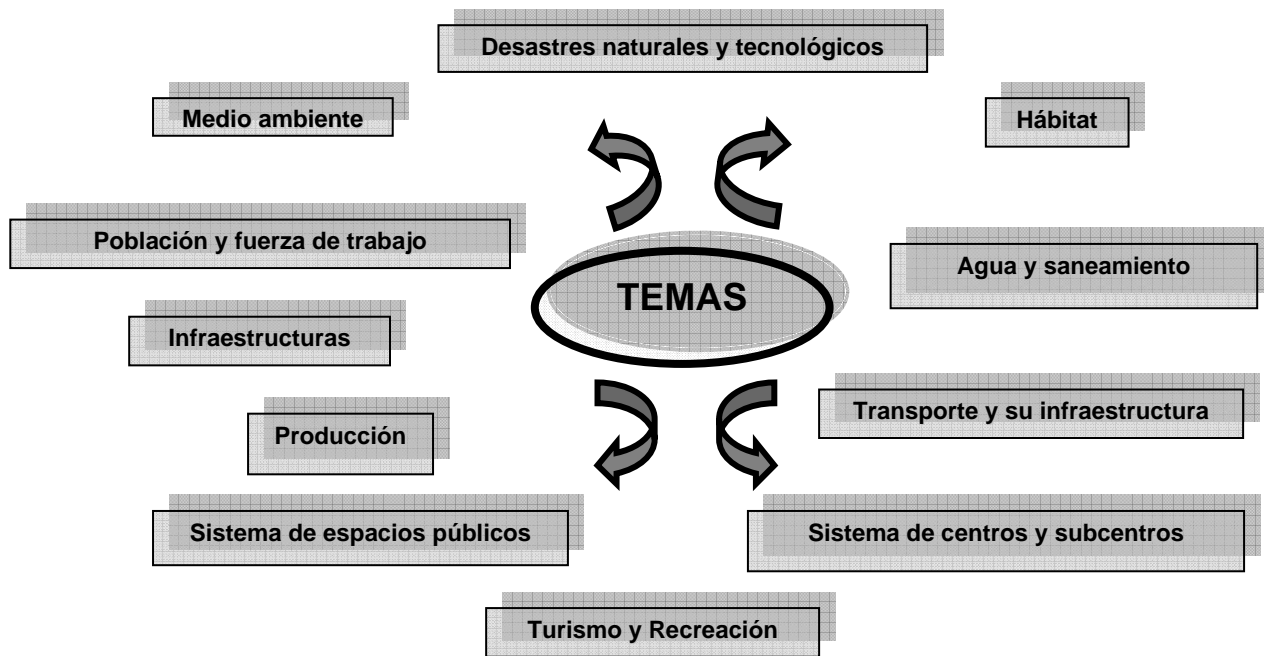 Desastres naturales y tecnológicos
Medio ambiente
Hábitat
Población y fuerza de trabajo
Agua y saneamiento
TEMAS
Infraestructuras
Transporte y su infraestructura
Producción
Sistema de espacios públicos
Sistema de centros y subcentros
Turismo y Recreación